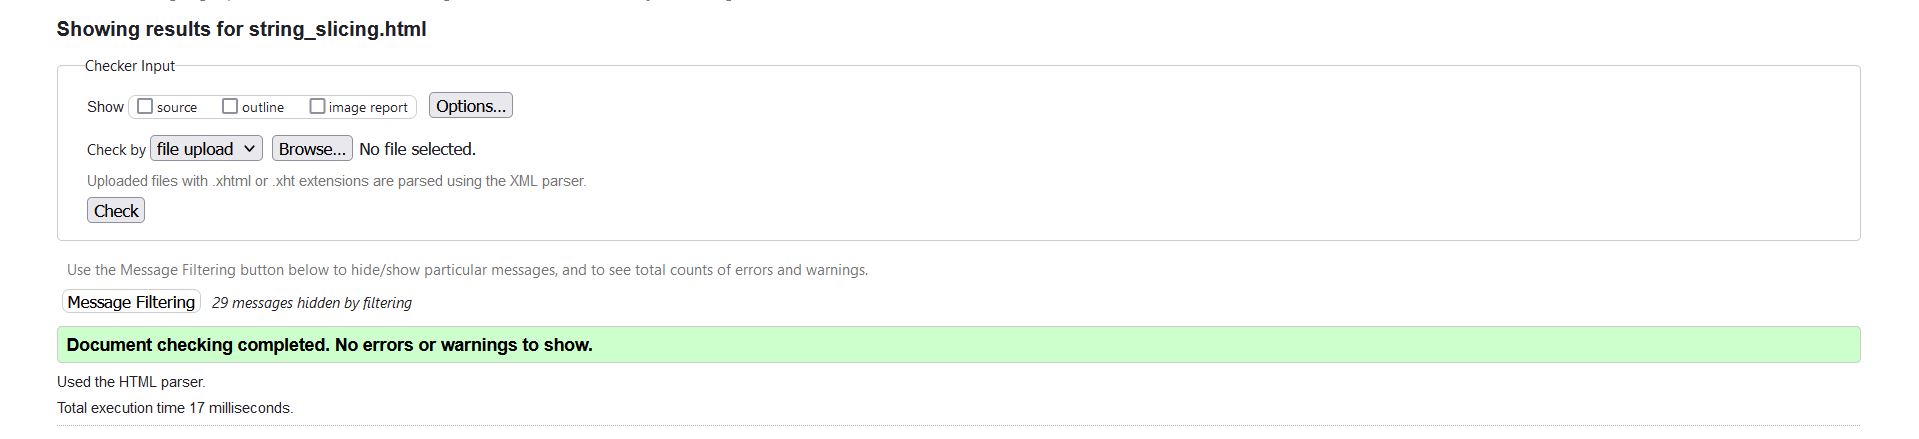 Showing results for string_slicing.html
Checker Input
Show source outline image report Options...
Check by file upload Browse... No file selected.
Uploaded files with .xhtml or .xht extensions are parsed using the XML parser.
Check
Use the Message Filtering button below to hide/show particular messages, and to see total counts of errors and warnings.
Message Filtering 29 messages hidden by filtering
Document checking completed. No errors or warnings to show.
Used the HTML parser.
Total execution time 17 milliseconds.